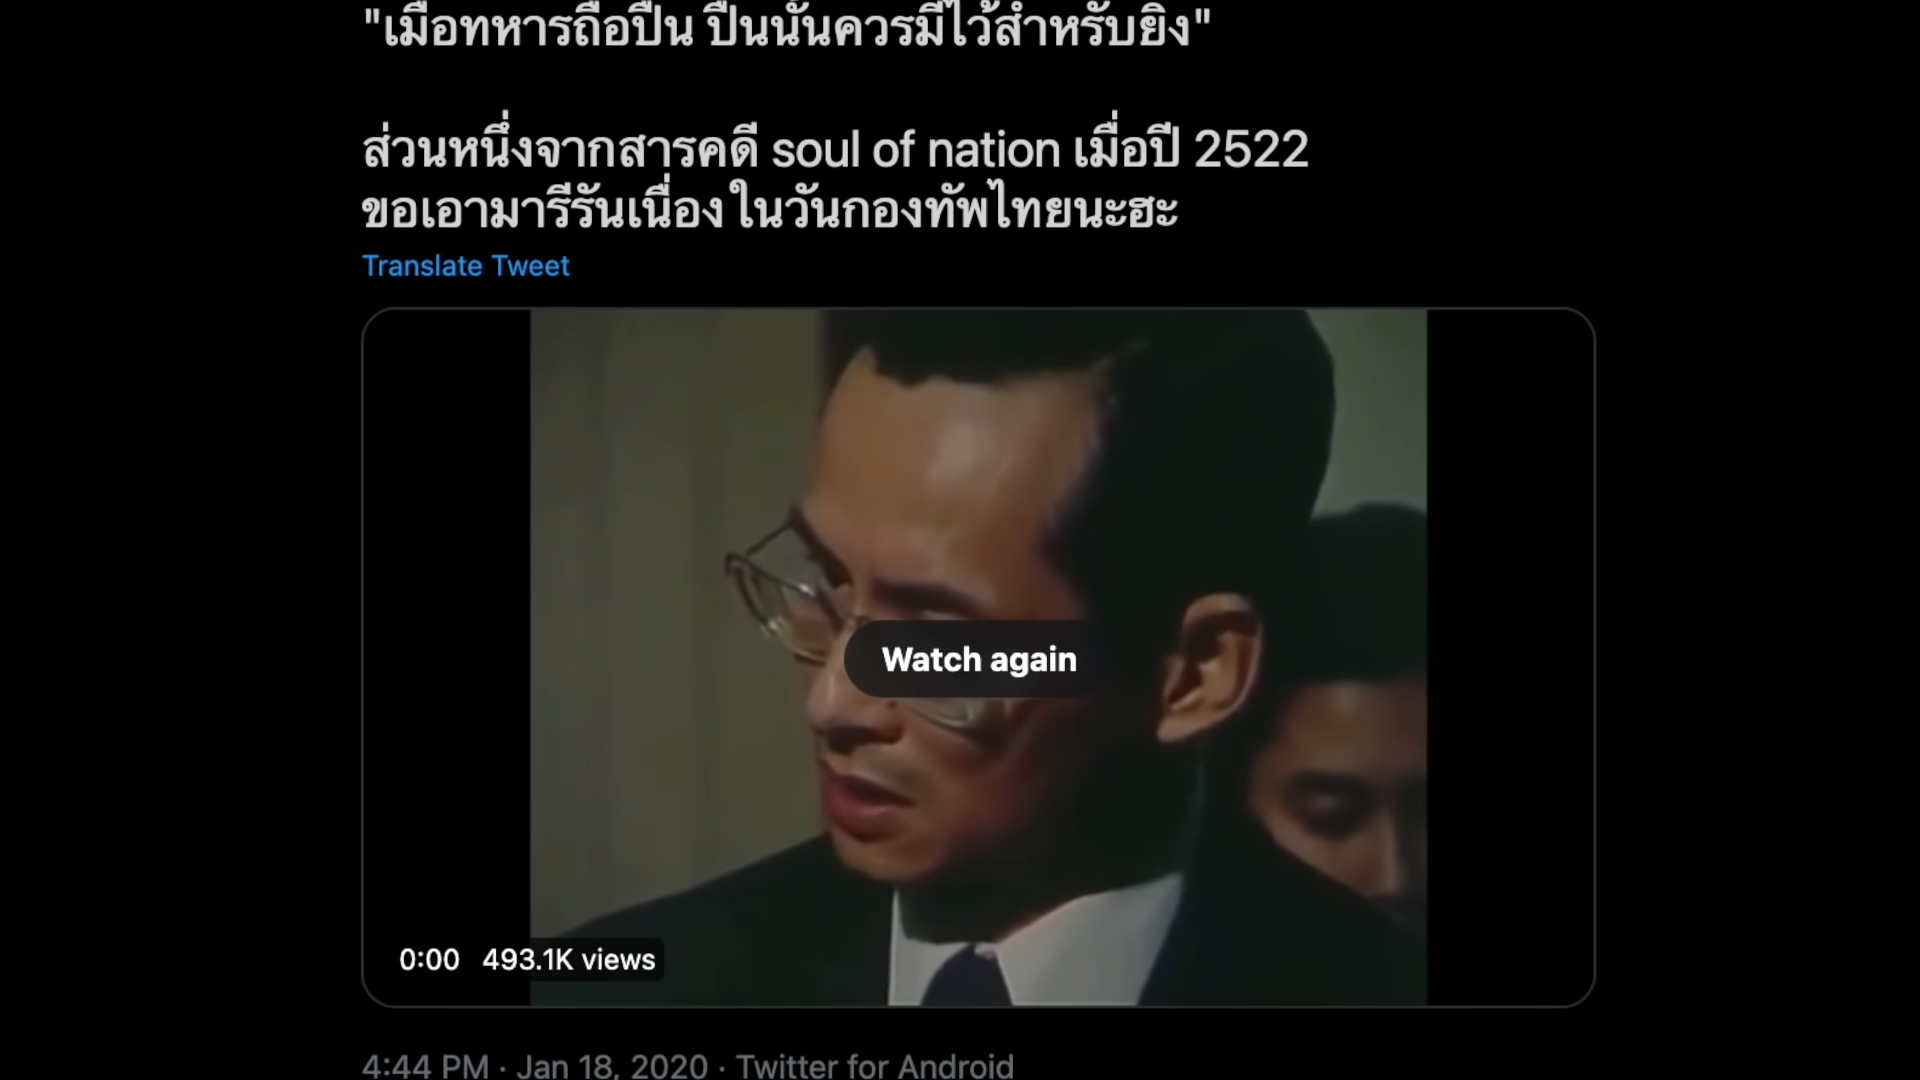 "เมื่อทหารถือปืน ปืนนั้นควรมีไว้สำหรับยิง"
ส่วนหนึ่งจากสารคดี soul of nation เมื่อปี 2522
ขอเอามารีรันเนื่องในวันกองทัพไทยนะฮะ
Translate Tweet
Watch again
0:00 493.1K views
4:44 PM · Jan 18, 2020 · Twitter for Android